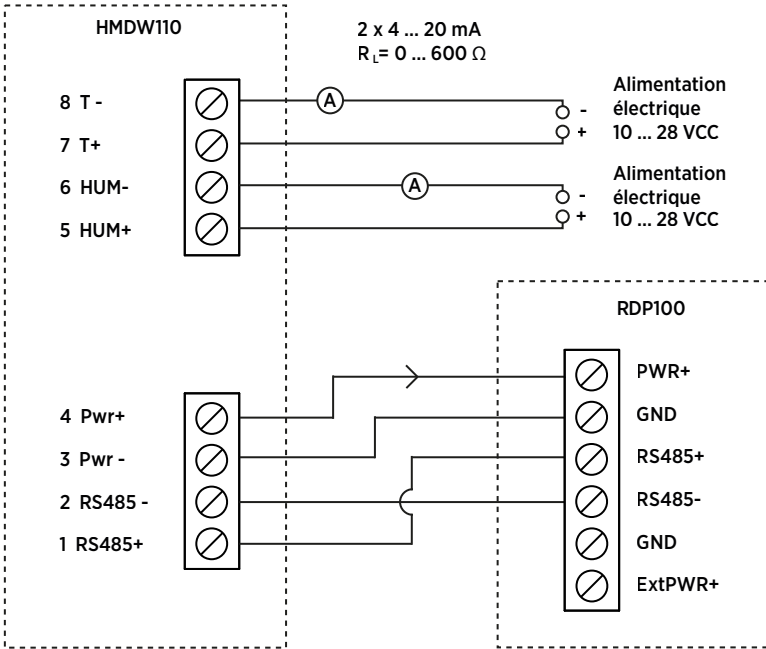 HMDW110
2 x 4 ... 20 mA
R L= 0 ... 600 Ω
8 T -
7 T+
6 HUM-
5 HUM+
A
A
-
+
Alimentation
électrique
10 ... 28 VCC
-
+
Alimentation
électrique
10 ... 28 VCC
4 Pwr+
3 Pwr -
2 RS485 -
1 RS485+
RDP100
PWR+
GND
RS485+
RS485-
GND
ExtPWR+